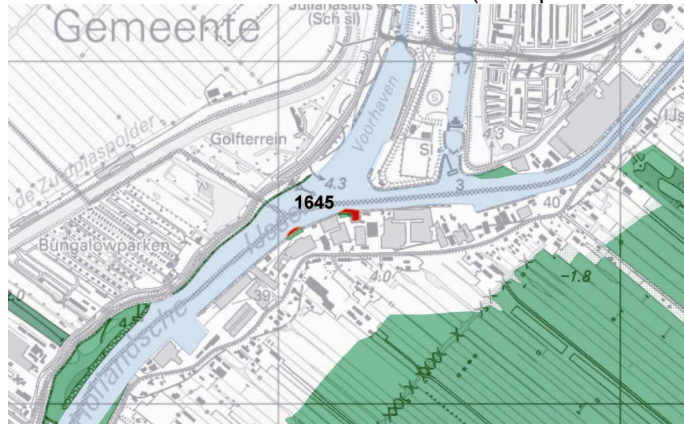 Julianasluis
(Sch sl)
Gemeente
17
Voorhaven
S
de Zuidplaspolder
Golfterrein
Sl
4.3
4.3
3
1645
40
Bungalowparken
4.0
-1.8
39
Hollandsche